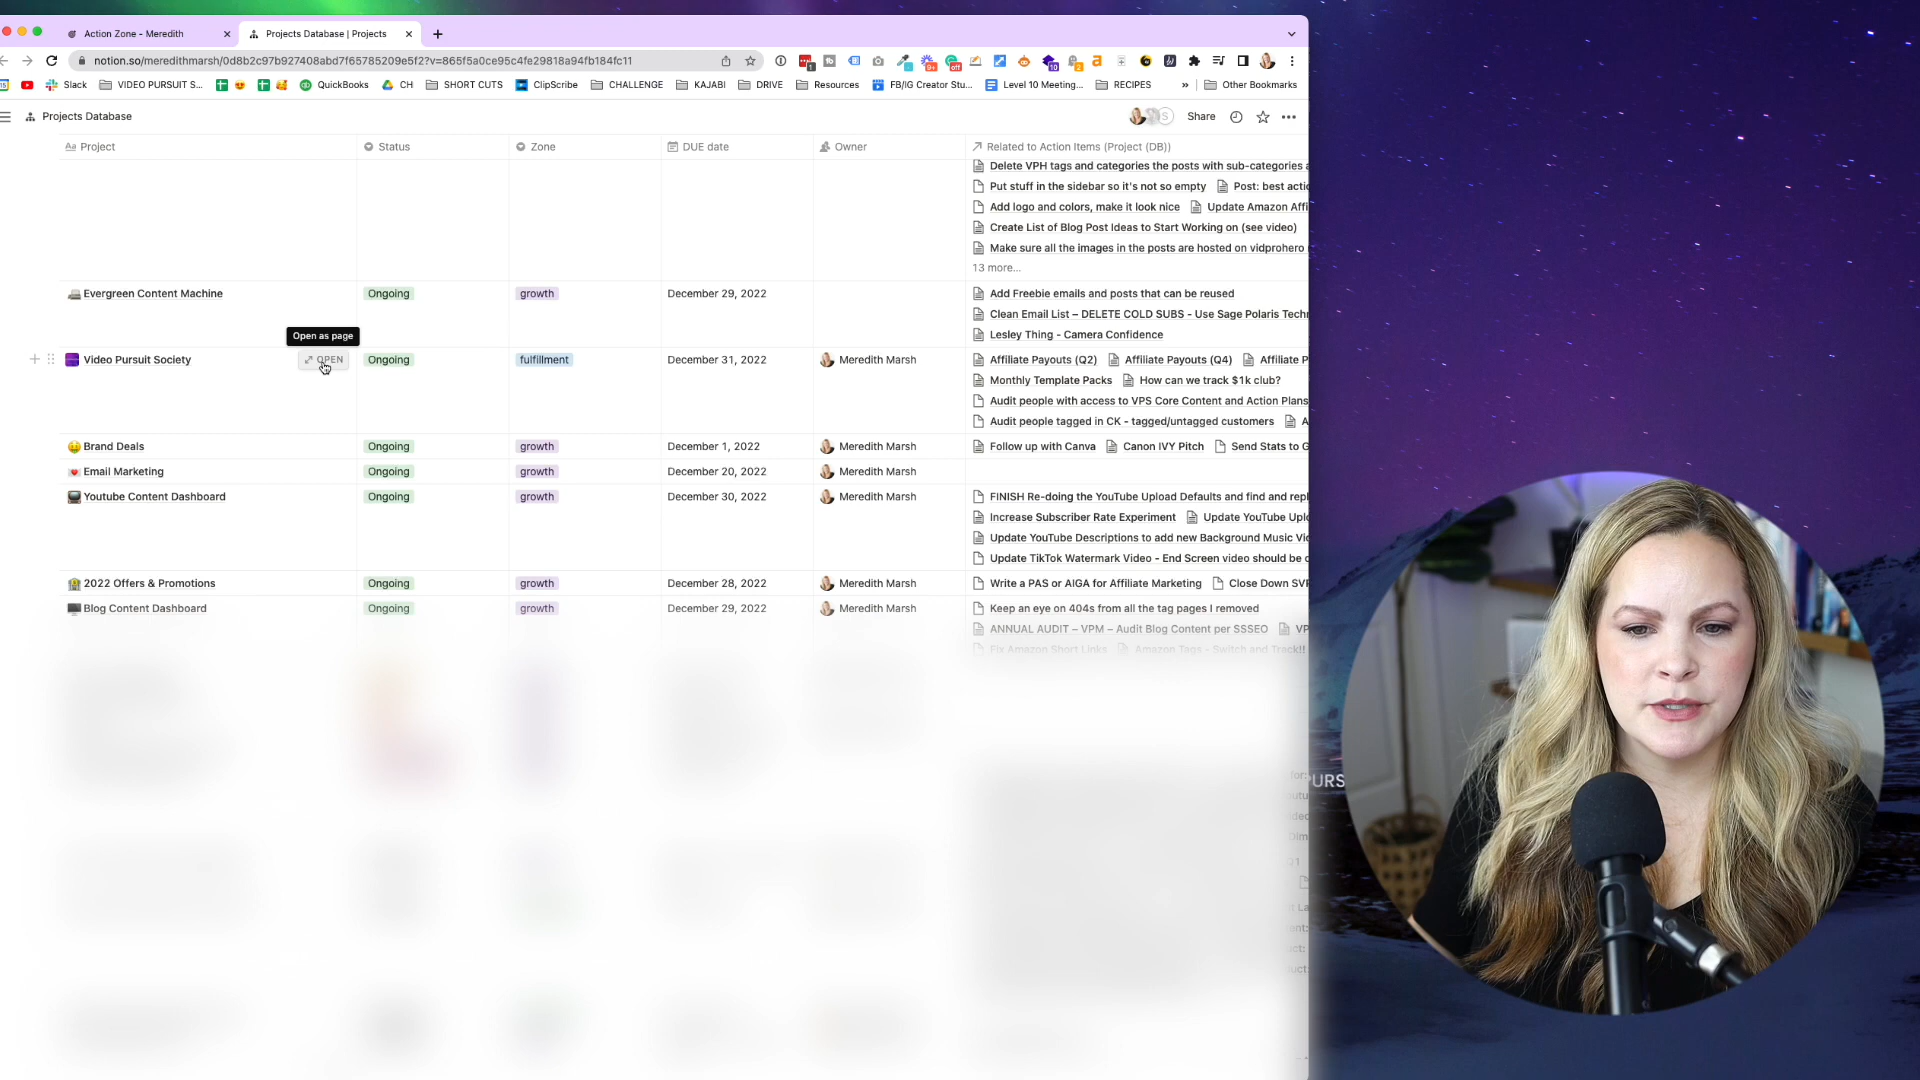 Action Zone - Meredith
Projects Database | Projects
notion.so/meredithmarsh/0d8b2c97b927408abd7f65785209e5f2?v=865f5a0ce95c4fe29818a94fb184fc11
Slack VIDEO PURSUIT S... QuickBooks CH SHORT CUTS ClipScribe CHALLENGE KAJABI DRIVE Resources FB/IG Creator Stu... Level 10 Meeting... RECIPES » Other Bookmarks
Projects Database
Share
Project Status Zone DUE date Owner Related to Action Items (Project (DB))
Delete VPH tags and categories the posts with sub-categories
Put stuff in the sidebar so it's not so empty Post: best
Add logo and colors, make it look nice Update Amazon
Create List of Blog Post Ideas to Start Working on (see video)
Make sure all the images in the posts are hosted on vidprohero
13 more...
Evergreen Content Machine Ongoing growth December 29, 2022 Add Freebie emails and posts that can be reused
Clean Email List – DELETE COLD SUBS - Use Sage Polaris
Lesley Thing - Camera Confidence
Open as page
Video Pursuit Society OPEN Ongoing fulfillment December 31, 2022 Meredith Marsh Affiliate Payouts (Q2) Affiliate Payouts (Q4) Affiliate
Monthly Template Packs How can we track $1k club?
Audit people with access to VPS Core Content and Action Plans
Audit people tagged in CK - tagged/untagged customers
Brand Deals Ongoing growth December 1, 2022 Meredith Marsh Follow up with Canva Canon IVY Pitch Send Stats to
Email Marketing Ongoing growth December 20, 2022 Meredith Marsh
Youtube Content Dashboard Ongoing growth December 30, 2022 Meredith Marsh FINISH Re-doing the YouTube Upload Defaults and find and
Increase Subscriber Rate Experiment Update YouTube
Update YouTube Descriptions to add new Background Music
Update TikTok Watermark Video - End Screen video should be
2022 Offers & Promotions Ongoing growth December 28, 2022 Meredith Marsh Write a PAS or AIGA for Affiliate Marketing Close Down
Blog Content Dashboard Ongoing growth December 29, 2022 Meredith Marsh Keep an eye on 404s from all the tag pages I removed
ANNUAL AUDIT – VPM – Audit Blog Content per SSSEO
Fix Amazon Short Links Amazon Tags - Switch and Track!!